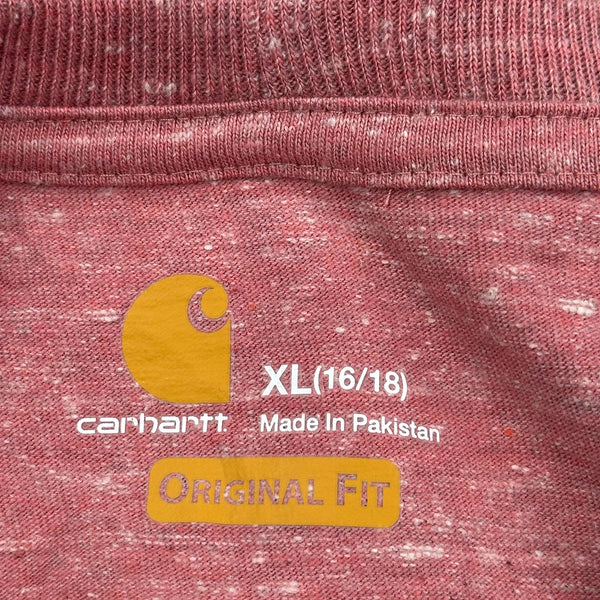 XL(16/18)
carhartt
Made In Pakistan
ORIGINAL FIT